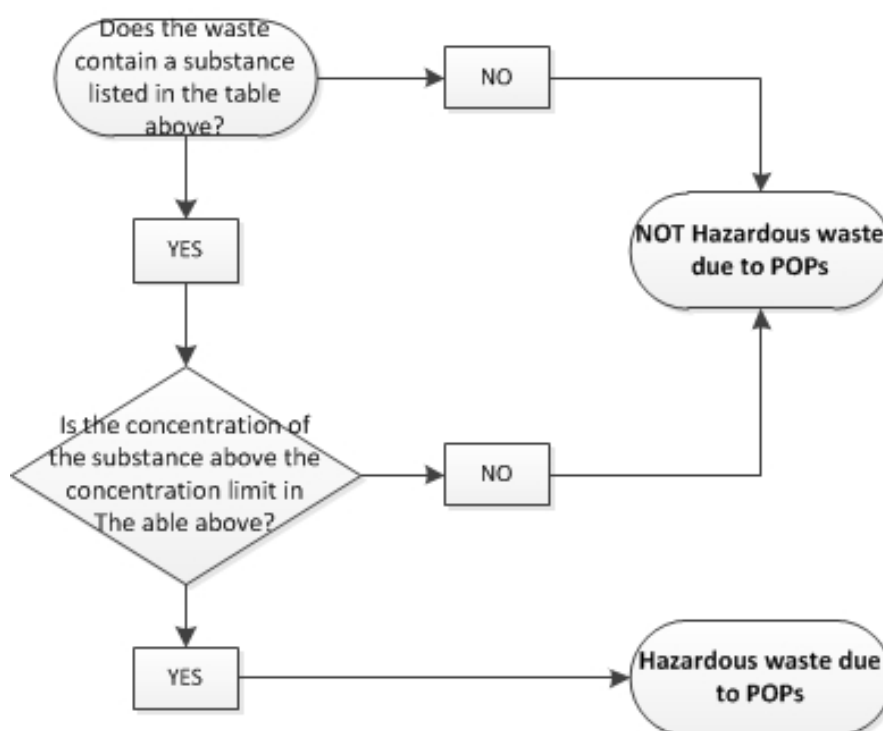 Does the waste
contain a substance
listed in the table
above?
NO
YES
NOT Hazardous waste
due to POPs
Is the concentration of
the substance above the
concentration limit in
The able above?
NO
YES
Hazardous waste due
to POPs